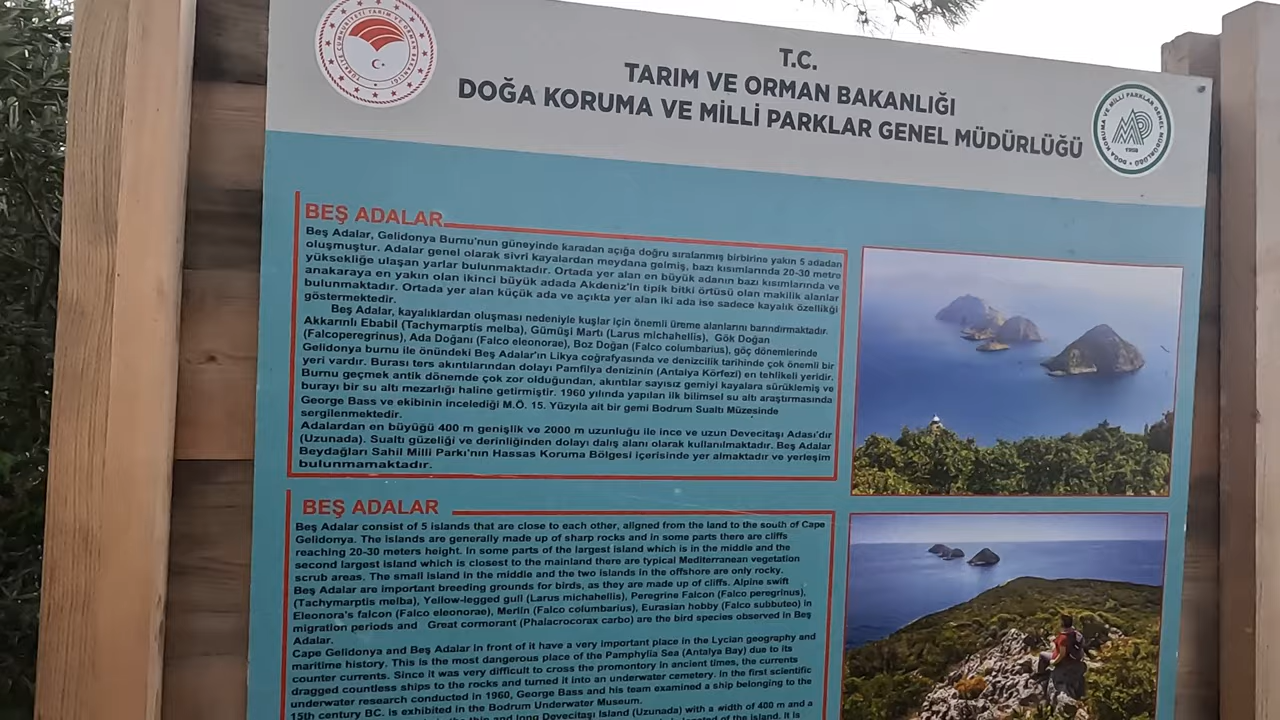 T.C.
TARIM VE ORMAN BAKANLIĞI
DOĞA KORUMA VE MİLLİ PARKLAR GENEL MÜDÜRLÜĞÜ
BEŞ ADALAR
Beş Adalar, Gelidonya Burnu'nun güneyinde karadan açığa doğru sıralanmış birbirine yakın 5 adadan
oluşmuştur. Adalar genel olarak sivri kayalardan meydana gelmiş, bazı kısımlarında 20-30 metre
yüksekliğe ulaşan yarlar bulunmaktadır. Ortada yer alan en büyük adanın bazı kısımlarında ve
anakaraya en yakın olan ikinci büyük adada Akdeniz'in tipik bitki örtüsü olan makilik alanlar
bulunmaktadır. Ortada yer alan küçük ada ve açıkta yer alan iki ada ise sadece kayalık özelliği
göstermektedir.
Beş Adalar, kayalıklardan oluşması nedeniyle kuşlar için önemli üreme alanlarını barındırmaktadır.
Akkarınlı Ebabil (Tachymarptis melba), Gümüşi Martı (Larus michahellis), Gök Doğan
(Falcoperegrinus), Ada Doğanı (Falco eleonorae), Boz Doğan (Falco columbarius), göç dönemlerinde
Gelidonya burnu ile önündeki Beş Adalar'ın Likya coğrafyasında ve denizcilik tarihinde çok önemli bir
yeri vardır. Burası ters akıntılarından dolayı Pamfilya denizinin (Antalya Körfezi) en tehlikeli yeridir.
Burnu geçmek antik dönemde çok zor olduğundan, akıntılar sayısız gemiyi kayalara sürüklemiş ve
burayı bir su altı mezarlığı haline getirmiştir. 1960 yılında yapılan ilk bilimsel su altı araştırmasında
George Bass ve ekibinin incelediği M.Ö. 15. Yüzyıla ait bir gemi Bodrum Sualtı Müzesinde
sergilenmektedir.
Adalardan en büyüğü 400 m genişlik ve 2000 m uzunluğu ile ince ve uzun Devecitaşı Adası'dır
(Uzunada). Sualtı güzeliği ve derinliğinden dolayı dalış alanı olarak kullanılmaktadır. Beş Adalar
Beydağları Sahil Milli Parkı'nın Hassas Koruma Bölgesi içerisinde yer almaktadır ve yerleşim
bulunmamaktadır.
BEŞ ADALAR
Beş Adalar consist of 5 islands that are close to each other, aligned from the land to the south of Cape
Gelidonya. The islands are generally made up of sharp rocks and in some parts there are cliffs
reaching 20-30 meters height. In some parts of the largest island which is in the middle and the
second largest island which is closest to the mainland there are typical Mediterranean vegetation
scrub areas. The small island in the middle and the two islands in the offshore are only rocky.
Beş Adalar are important breeding grounds for birds, as they are made up of cliffs. Alpine swift
(Tachymarptis melba), Yellow-legged gull (Larus michahellis), Peregrine Falcon (Falco peregrinus),
Eleonora's falcon (Falco eleonorae), Merlin (Falco columbarius), Eurasian hobby (Falco subbuteo) in
migration periods and Great cormorant (Phalacrocorax carbo) are the bird species observed in Beş
Adalar.
Cape Gelidonya and Beş Adalar in front of it have a very important place in the Lycian geography and
maritime history. This is the most dangerous place of the Pamphylia Sea (Antalya Bay) due to its
counter currents. Since it was very difficult to cross the promontory in ancient times, the currents
dragged countless ships to the rocks and turned it into an underwater cemetery. In the first scientific
underwater research conducted in 1960, George Bass and his team examined a ship belonging to the
15th century BC. is exhibited in the Bodrum Underwater Museum.
thin and long Devecitaşı Island (Uzunada) with a width of 400 m and a